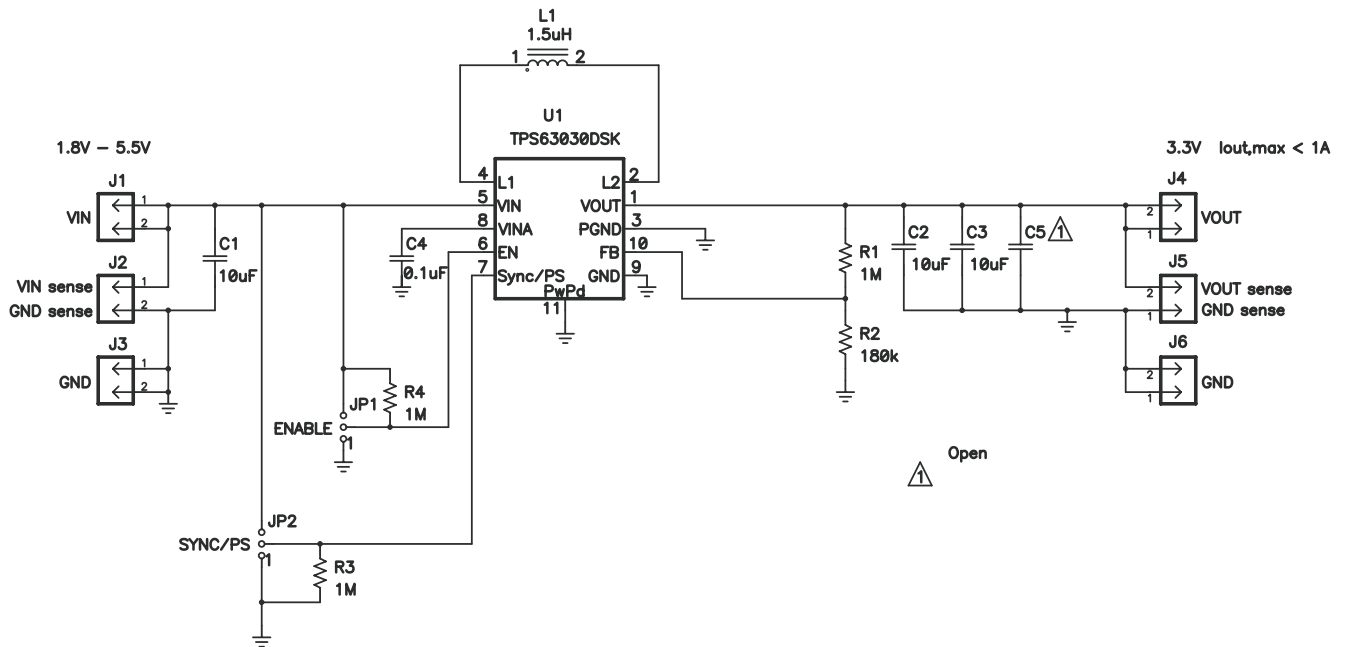 L1
1.5uH
1 2
U1
TPS63030DSK
1.8V – 5.5V
3.3V Iout,max < 1A
J1
VIN
1
2
J2
VIN sense
1
GND sense
2
J3
GND
1
2
C1
10uF
C4
0.1uF
4 L1
5 VIN
8 VINA
6 EN
7 Sync/PS
L2 2
VOUT 1
PGND 3
FB 10
GND 9
PwPd
11
R1
1M
R2
180k
C2
10uF
C3
10uF
C5 1
J4
VOUT
2
1
J5
VOUT sense
2
GND sense
1
J6
GND
2
1
JP1
R4
1M
ENABLE
1
Open
1
JP2
SYNC/PS
1
R3
1M